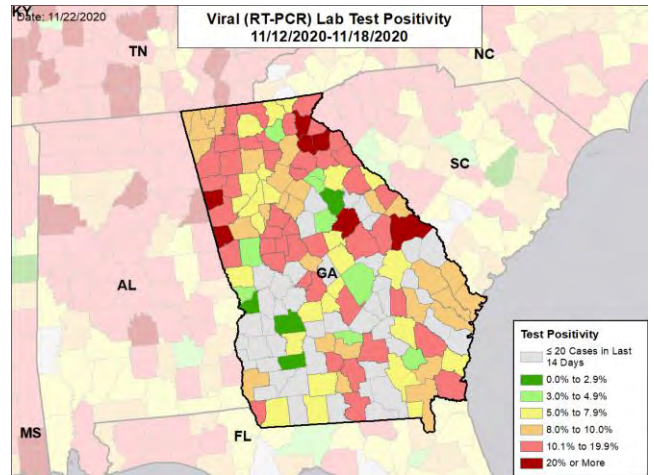 KY
Date: 11/22/2020
Viral (RT-PCR) Lab Test Positivity
11/12/2020-11/18/2020
TN
NC
SC
GA
AL
MS
FL
Test Positivity
≤ 20 Cases in Last
14 Days
0.0% to 2.9%
3.0% to 4.9%
5.0% to 7.9%
8.0% to 10.0%
10.1% to 19.9%
20% or More